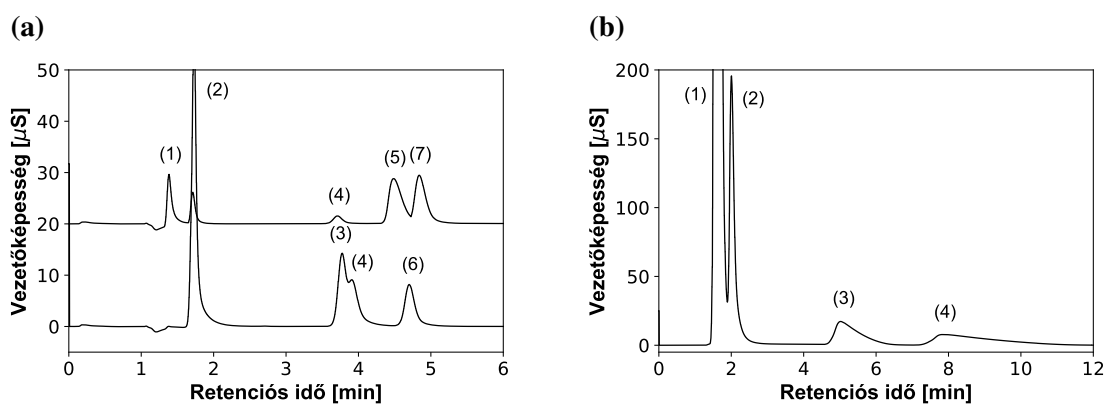 (a)
50
40
30
20
10
0
(2)
(1)
(5)
(7)
(4)
(3)
(4)
(6)
0 1 2 3 4 5 6
Retenciós idő [min]
Vezetőképesség [µS]
(b)
200
150
100
50
0
(1)
(2)
(3)
(4)
0 2 4 6 8 10 12
Retenciós idő [min]
Vezetőképesség [µS]